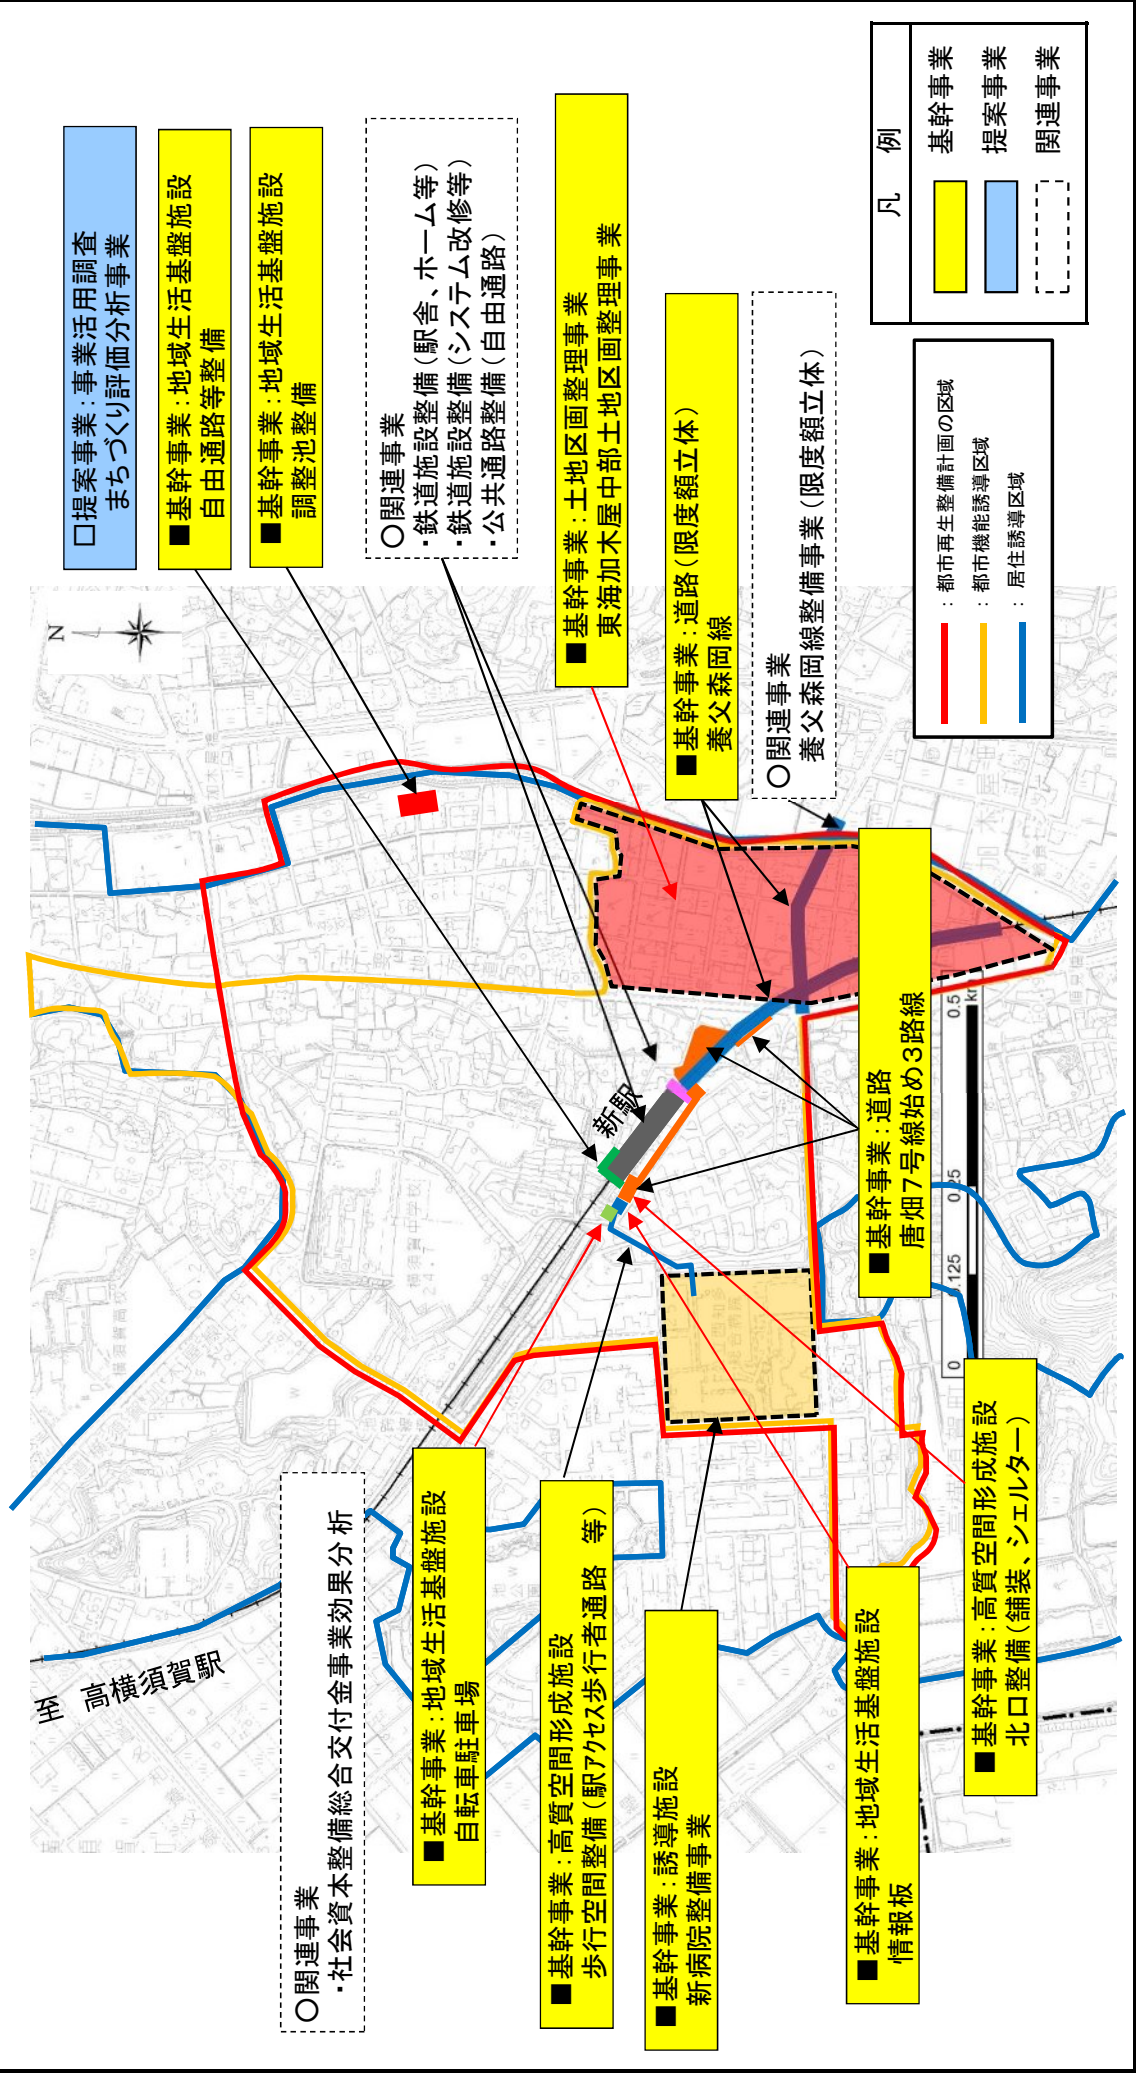 ○関連事業
・社会資本整備総合交付金事業効果分析
■基幹事業：地域生活基盤施設
自転車駐車場
■基幹事業：高質空間形成施設
歩行空間整備（駅アクセス歩行者通路　等）
■基幹事業：誘導施設
新病院整備事業
■基幹事業：地域生活基盤施設
情報板
■基幹事業：高質空間形成施設
北口整備（舗装、シェルター）
至　高横須賀駅
新駅
N
□提案事業：事業活用調査
まちづくり評価分析事業
■基幹事業：地域生活基盤施設
自由通路等整備
■基幹事業：地域生活基盤施設
調整池整備
○関連事業
・鉄道施設整備（駅舎、ホーム等）
・鉄道施設整備（システム改修等）
・公共通路整備（自由通路）
■基幹事業：土地区画整理事業
東海加木屋中部土地区画整理事業
■基幹事業：道路（限度額立体）
養父森岡線
○関連事業
養父森岡線整備事業（限度額立体）
■基幹事業：道路
唐畑７号線始め３路線
0
0.125
0.25
0.5
km
：都市再生整備計画の区域
：都市機能誘導区域
：居住誘導区域
凡　例
基幹事業
提案事業
関連事業